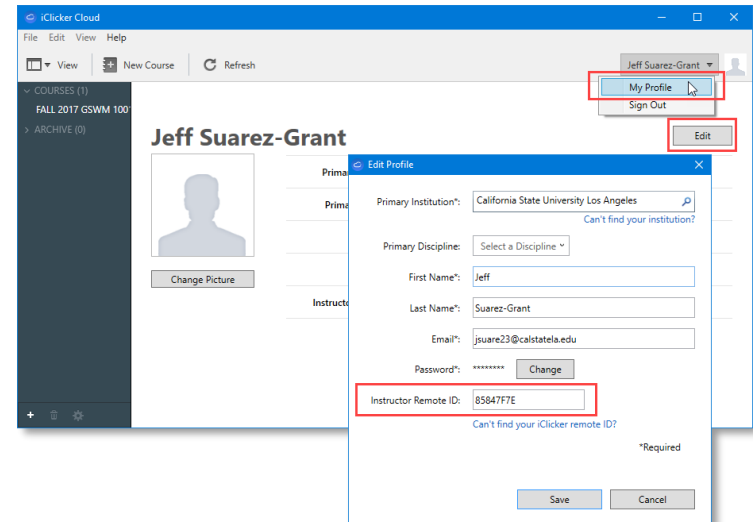 iClicker Cloud
File Edit View Help
View New Course Refresh Jeff Suarez-Grant
My Profile
Sign Out
COURSES (1)
FALL 2017 GSWM 100
ARCHIVE (0)
Jeff Suarez-Grant
Edit
Change Picture
Edit Profile
Primary Institution*: California State University Los Angeles
Can't find your institution?
Primary Discipline: Select a Discipline
First Name*: Jeff
Last Name*: Suarez-Grant
Email*: jsuare23@calstatela.edu
Password*: ******** Change
Instructor Remote ID: 85847F7E
Can't find your iClicker remote ID?
*Required
Save Cancel